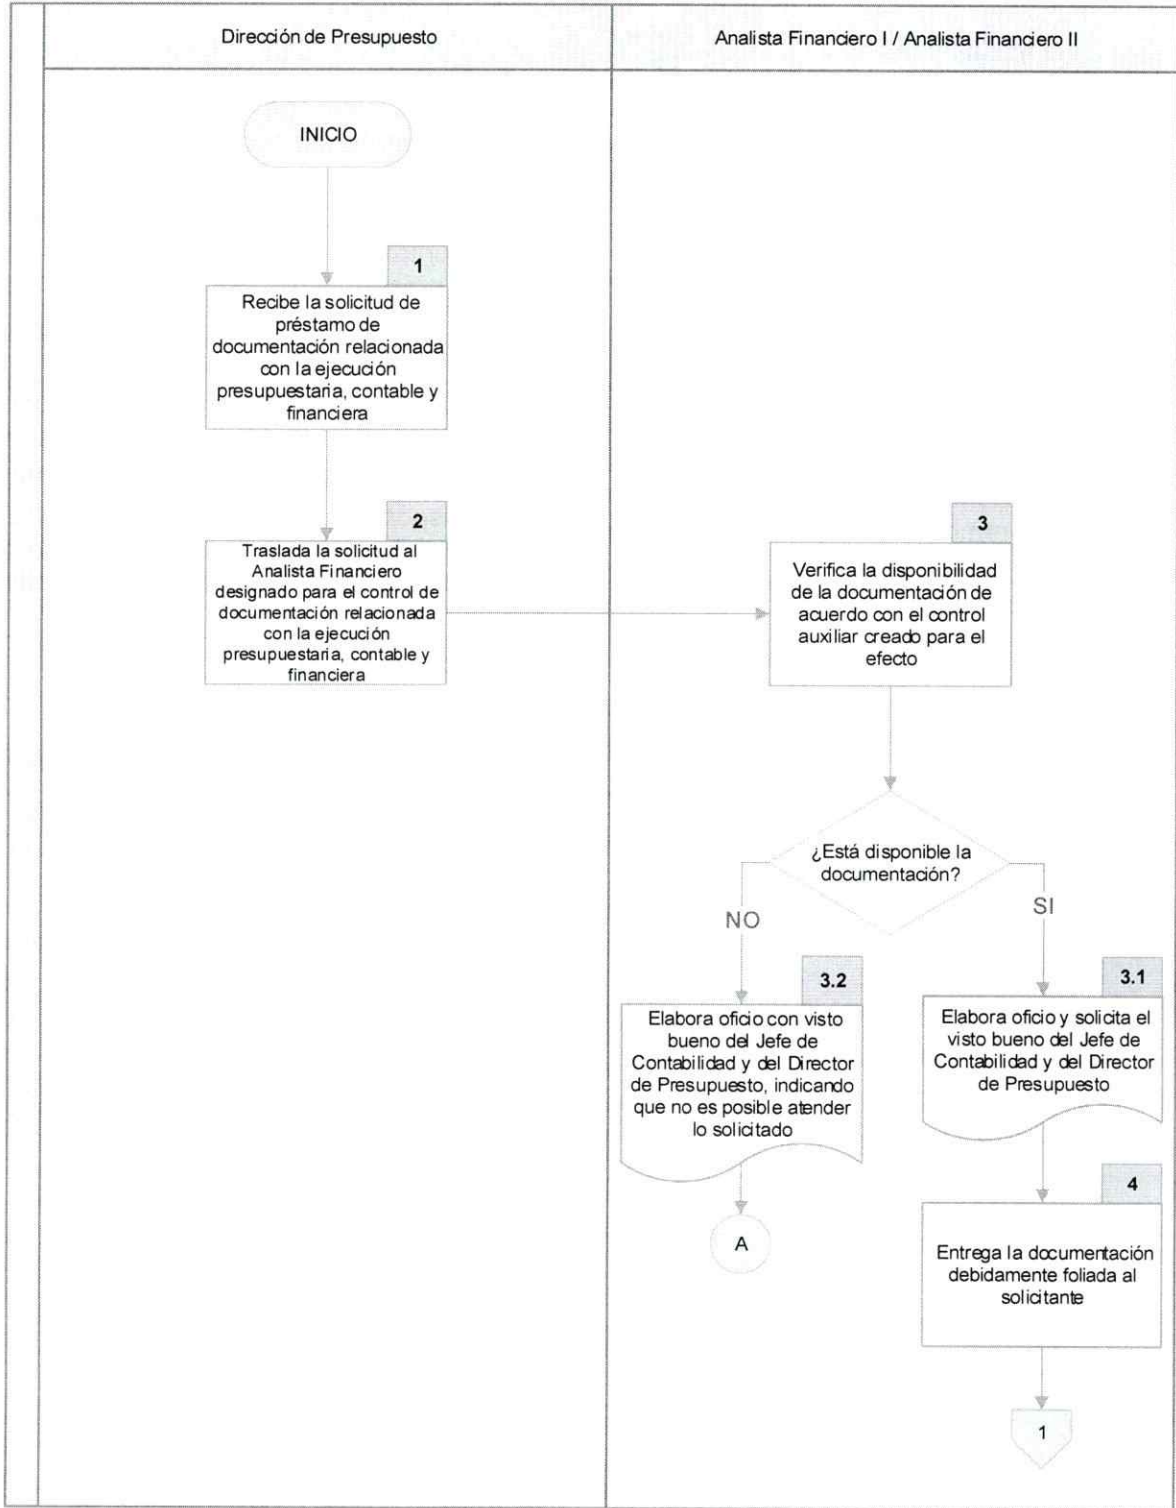 Dirección de Presupuesto
Analista Financiero I / Analista Financiero II
INICIO
1
Recibe la solicitud de
préstamo de
documentación relacionada
con la ejecución
presupuestaria, contable y
financiera
2
Traslada la solicitud al
Analista Financiero
designado para el control de
documentación relacionada
con la ejecución
presupuestaria, contable y
financiera
3
Verifica la disponibilidad
de la documentación de
acuerdo con el control
auxiliar creado para el
efecto
¿Está disponible la
documentación?
NO
SI
3.2
Elabora oficio con visto
bueno del Jefe de
Contabilidad y del Director
de Presupuesto, indicando
que no es posible atender
lo solicitado
A
3.1
Elabora oficio y solicita el
visto bueno del Jefe de
Contabilidad y del Director
de Presupuesto
4
Entrega la documentación
debidamente foliada al
solicitante
1